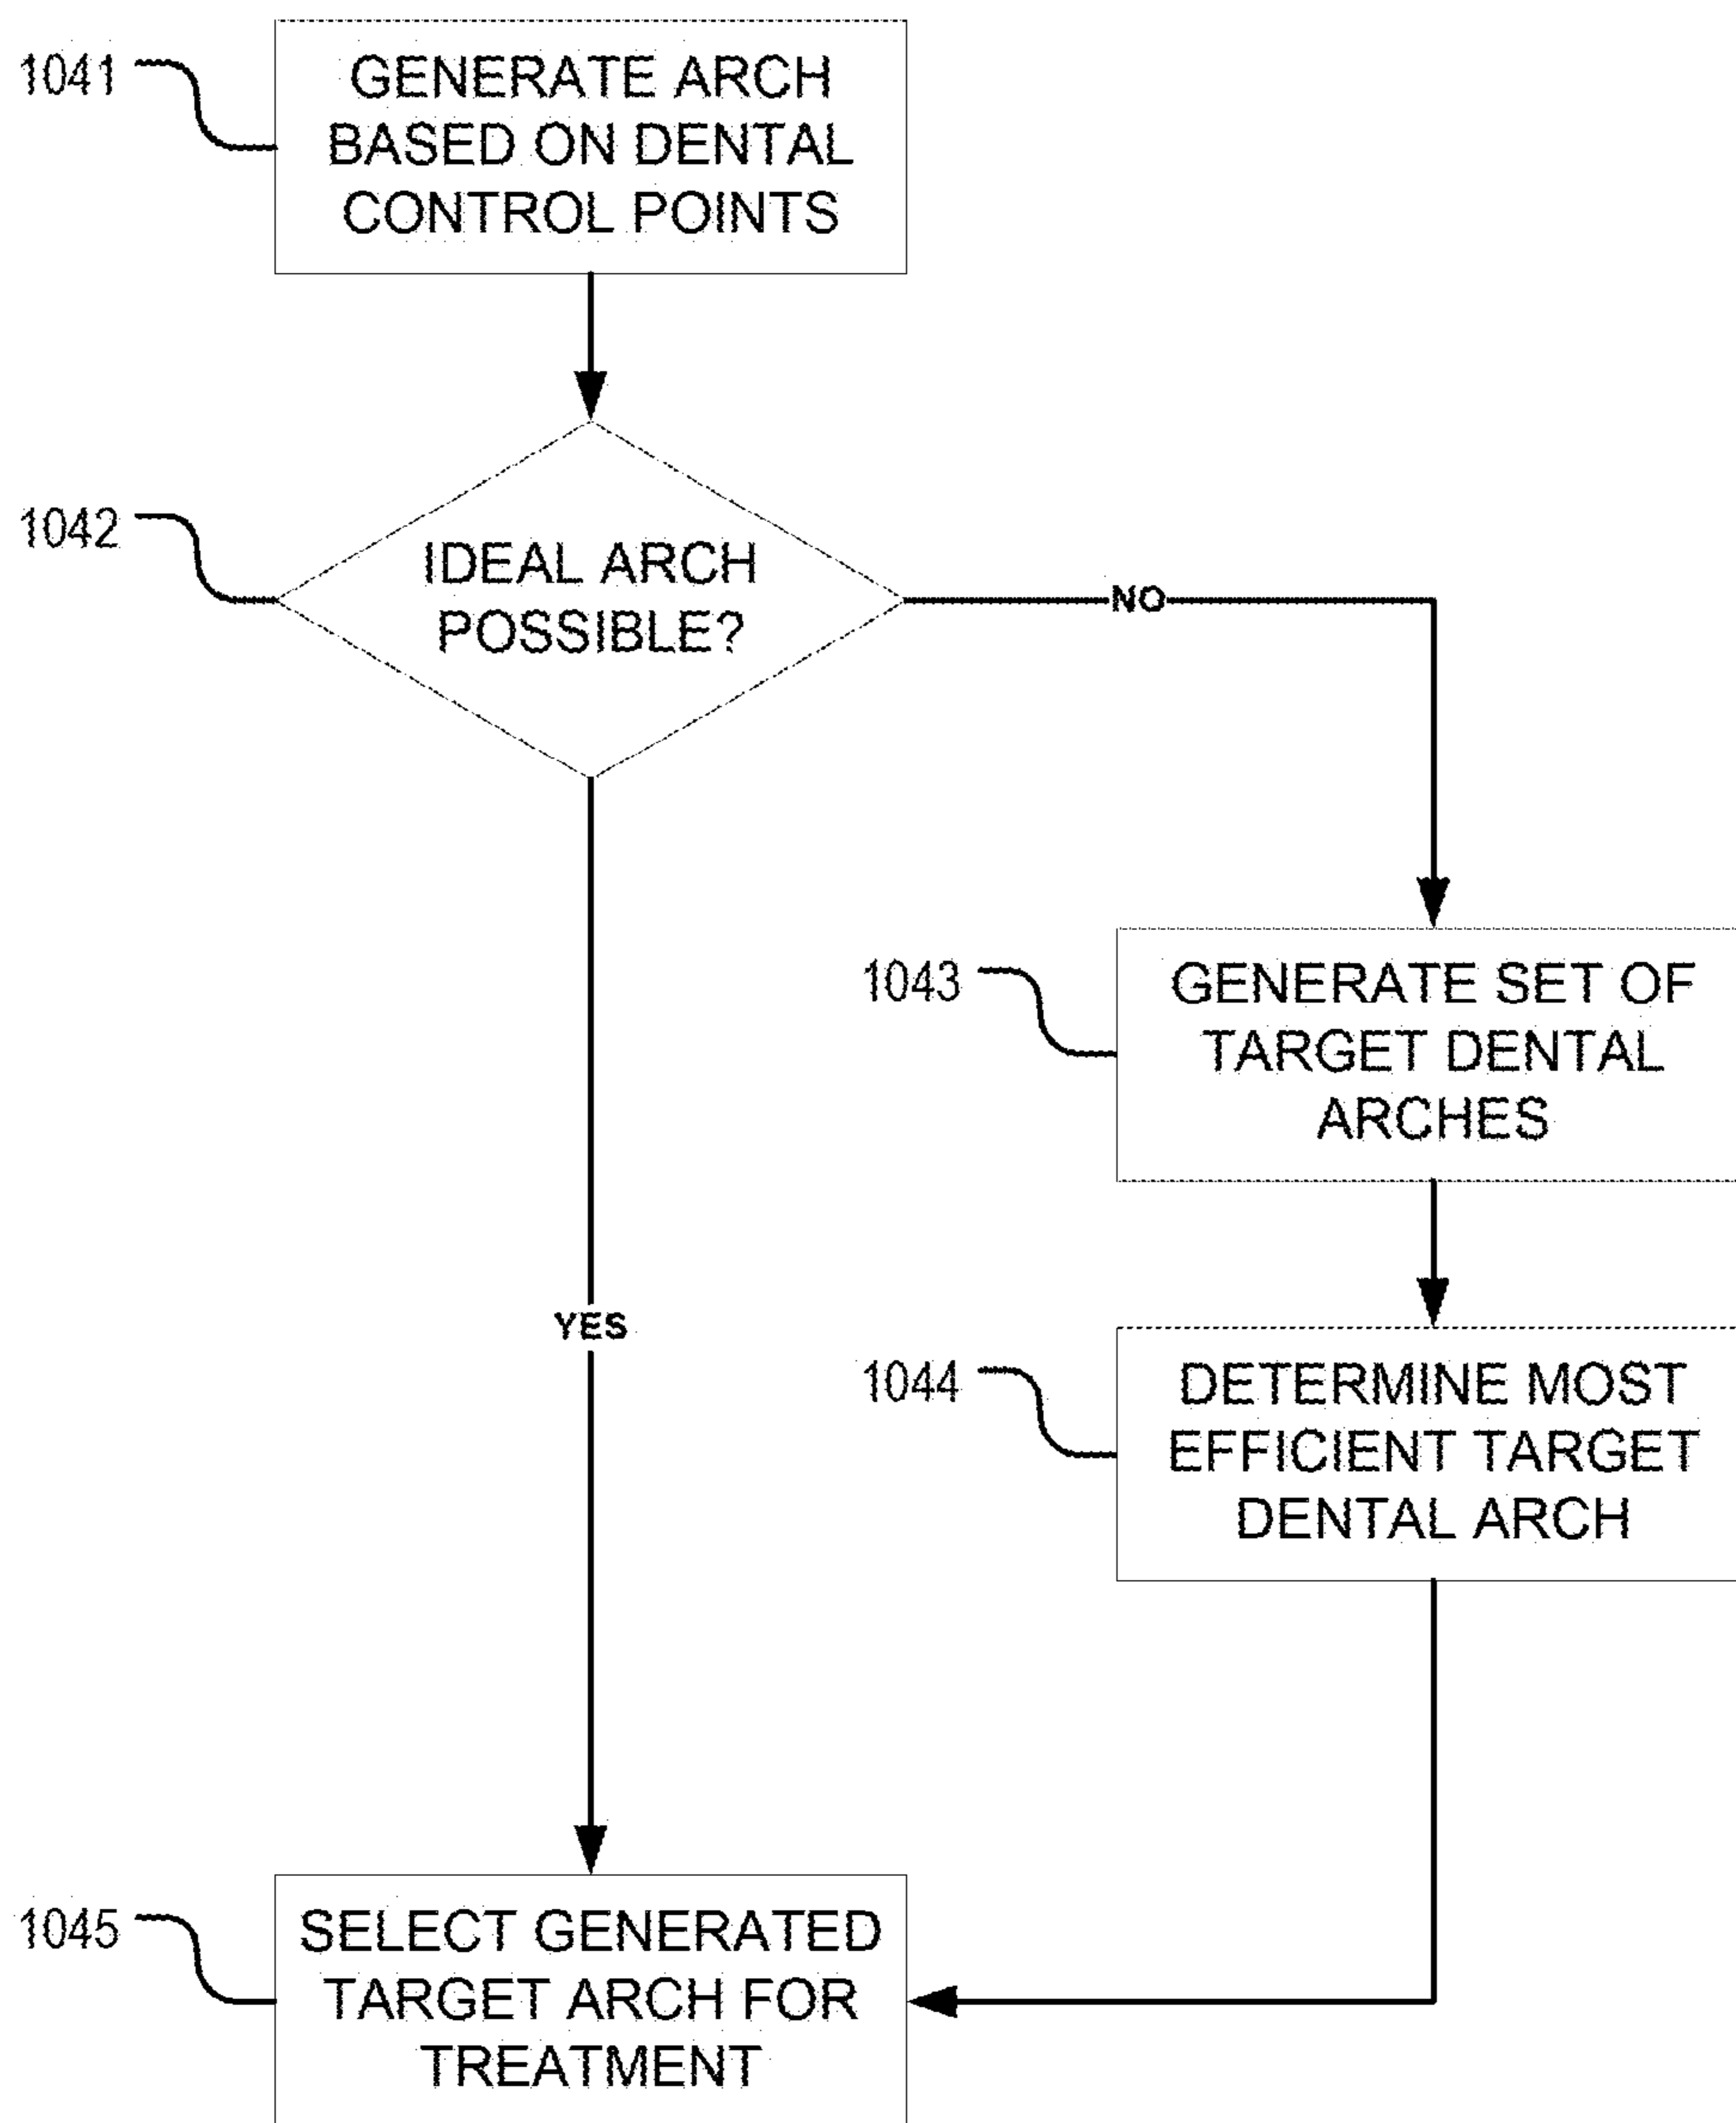 1041
GENERATE ARCH
BASED ON DENTAL
CONTROL POINTS
1042
IDEAL ARCH
POSSIBLE?
NO
1043
GENERATE SET OF
TARGET DENTAL
ARCHES
YES
1044
DETERMINE MOST
EFFICIENT TARGET
DENTAL ARCH
1045
SELECT GENERATED
TARGET ARCH FOR
TREATMENT